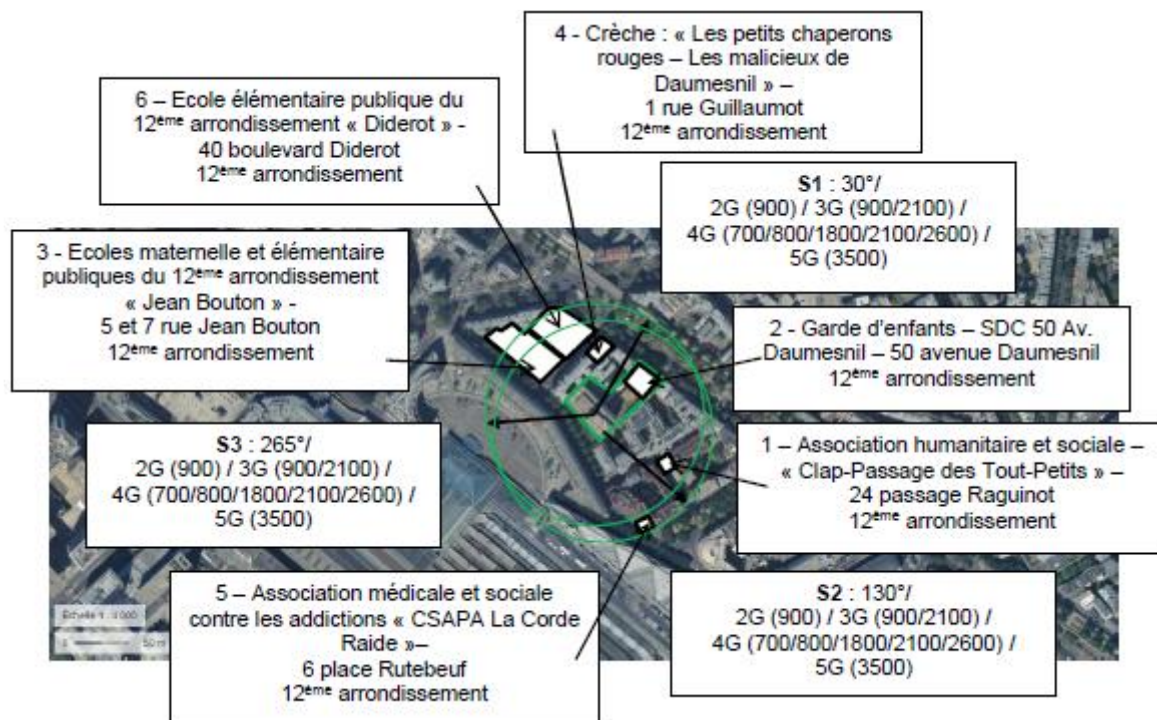 4 - Crèche : « Les petits chaperons
rouges – Les malicieux de
Daumesnil » –
1 rue Guillaumot
12ème arrondissement
6 – Ecole élémentaire publique du
12ème arrondissement « Diderot » -
40 boulevard Diderot
12ème arrondissement
S1 : 30°/
2G (900) / 3G (900/2100) /
4G (700/800/1800/2100/2600) /
5G (3500)
3 - Ecoles maternelle et élémentaire
publiques du 12ème arrondissement
« Jean Bouton » -
5 et 7 rue Jean Bouton
12ème arrondissement
2 - Garde d'enfants – SDC 50 Av.
Daumesnil – 50 avenue Daumesnil
12ème arrondissement
S3 : 265°/
2G (900) / 3G (900/2100) /
4G (700/800/1800/2100/2600) /
5G (3500)
1 – Association humanitaire et sociale –
« Clap-Passage des Tout-Petits » –
24 passage Raguinot
12ème arrondissement
5 – Association médicale et sociale
contre les addictions « CSAPA La Corde
Raide »–
6 place Rutebeuf
12ème arrondissement
S2 : 130°/
2G (900) / 3G (900/2100) /
4G (700/800/1800/2100/2600) /
5G (3500)
Echelle 1 :
0 50 m